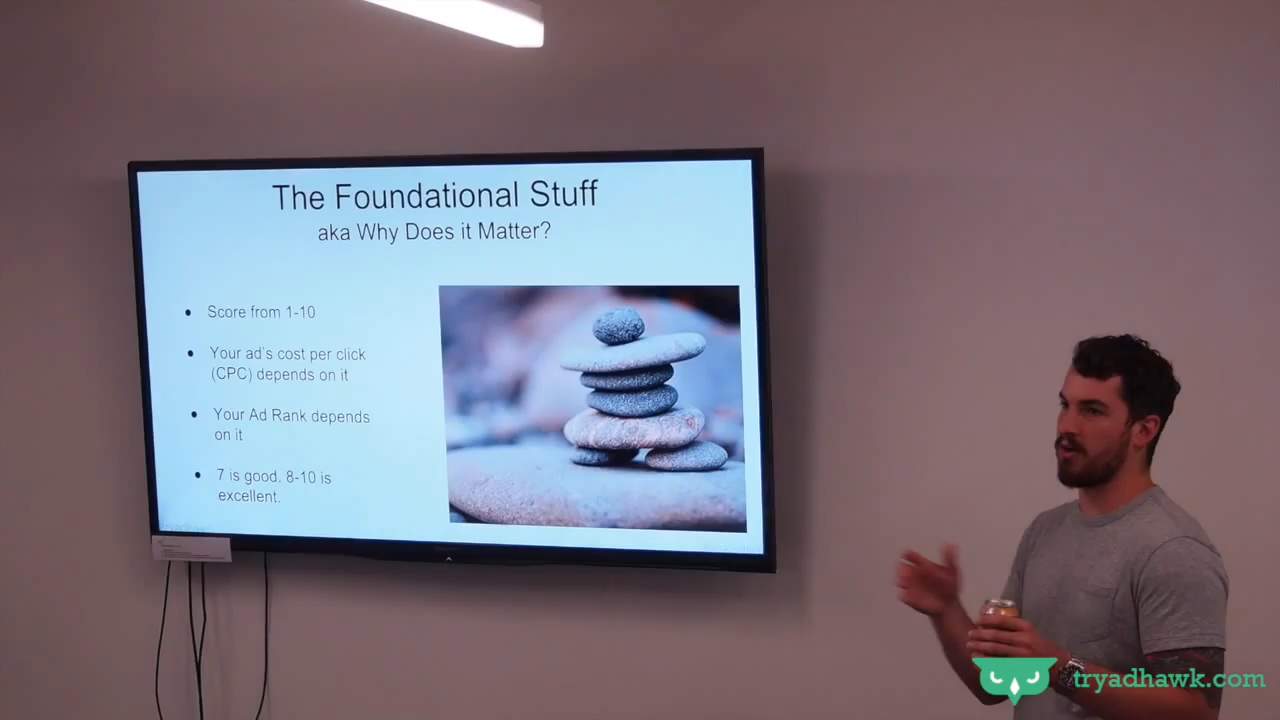 The Foundational Stuff
aka Why Does it Matter?
• Score from 1-10
• Your ad's cost per click
(CPC) depends on it
• Your Ad Rank depends
on it
• 7 is good. 8-10 is
excellent.
tryadhawk.com